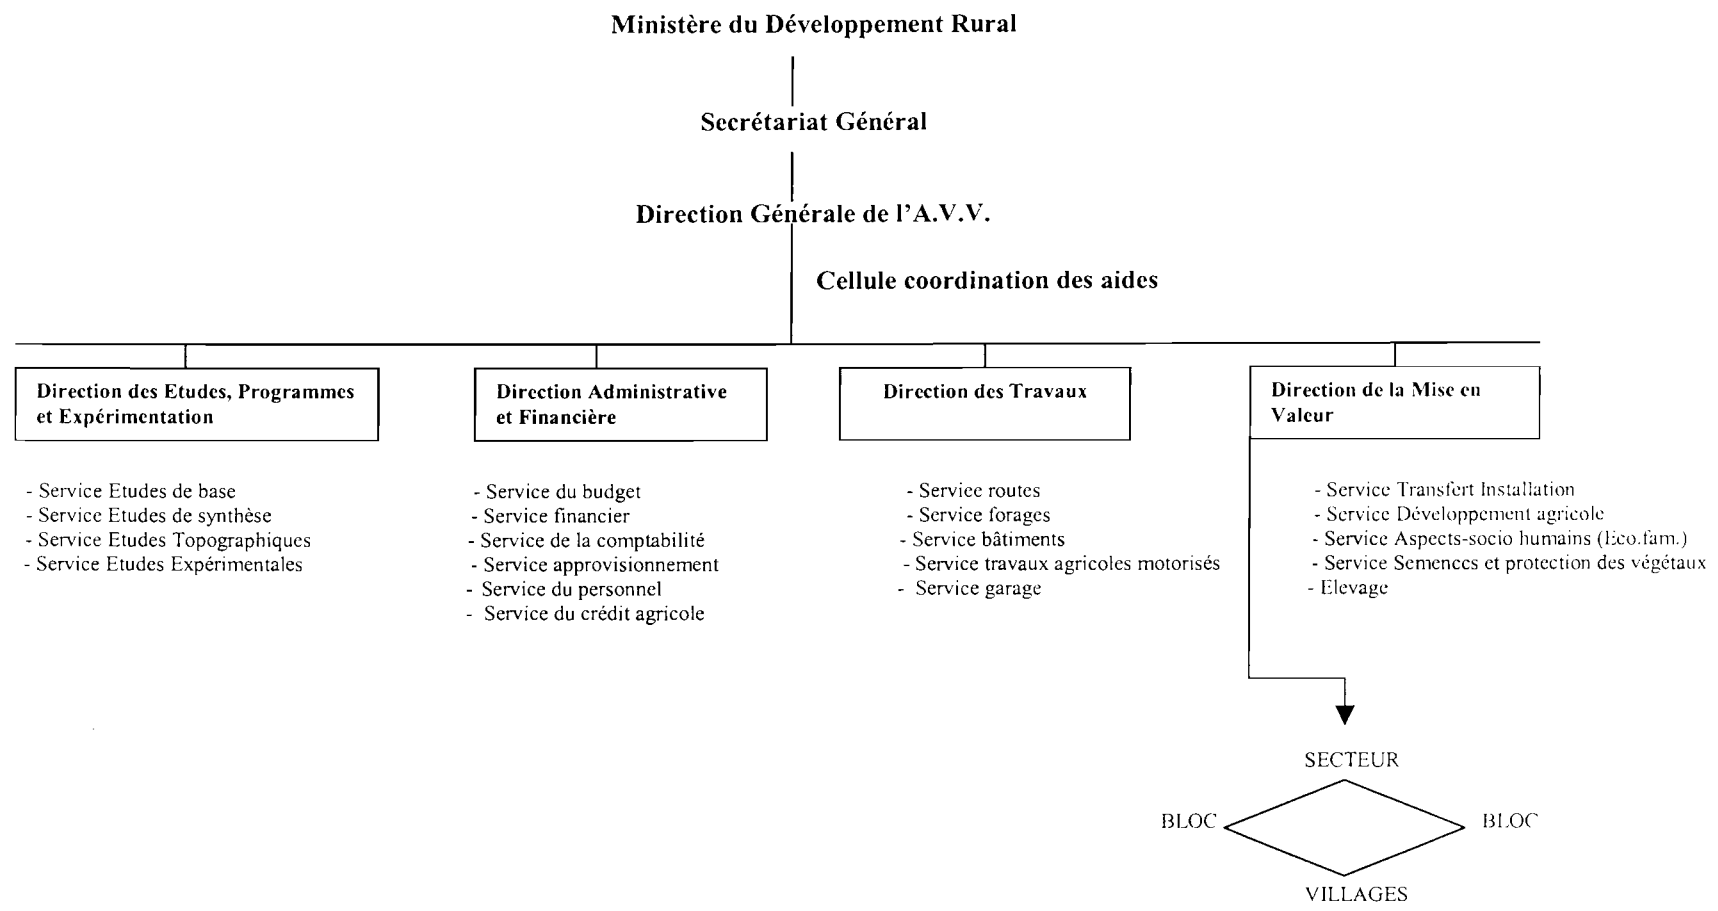 Ministère du Développement Rural
Secrétariat Général
Direction Générale de l'A.V.V.
Cellule coordination des aides
Direction des Etudes, Programmes
et Expérimentation
- Service Etudes de base
- Service Etudes de synthèse
- Service Etudes Topographiques
- Service Etudes Expérimentales
Direction Administrative
et Financière
- Service du budget
- Service financier
- Service de la comptabilité
- Service approvisionnement
- Service du personnel
- Service du crédit agricole
Direction des Travaux
- Service routes
- Service forages
- Service bâtiments
- Service travaux agricoles motorisés
- Service garage
Direction de la Mise en
Valeur
- Service Transfert Installation
- Service Développement agricole
- Service Aspects-socio humains (Eco.fam.)
- Service Semences et protection des végétaux
- Elevage
SECTEUR
BLOC
BLOC
VILLAGES